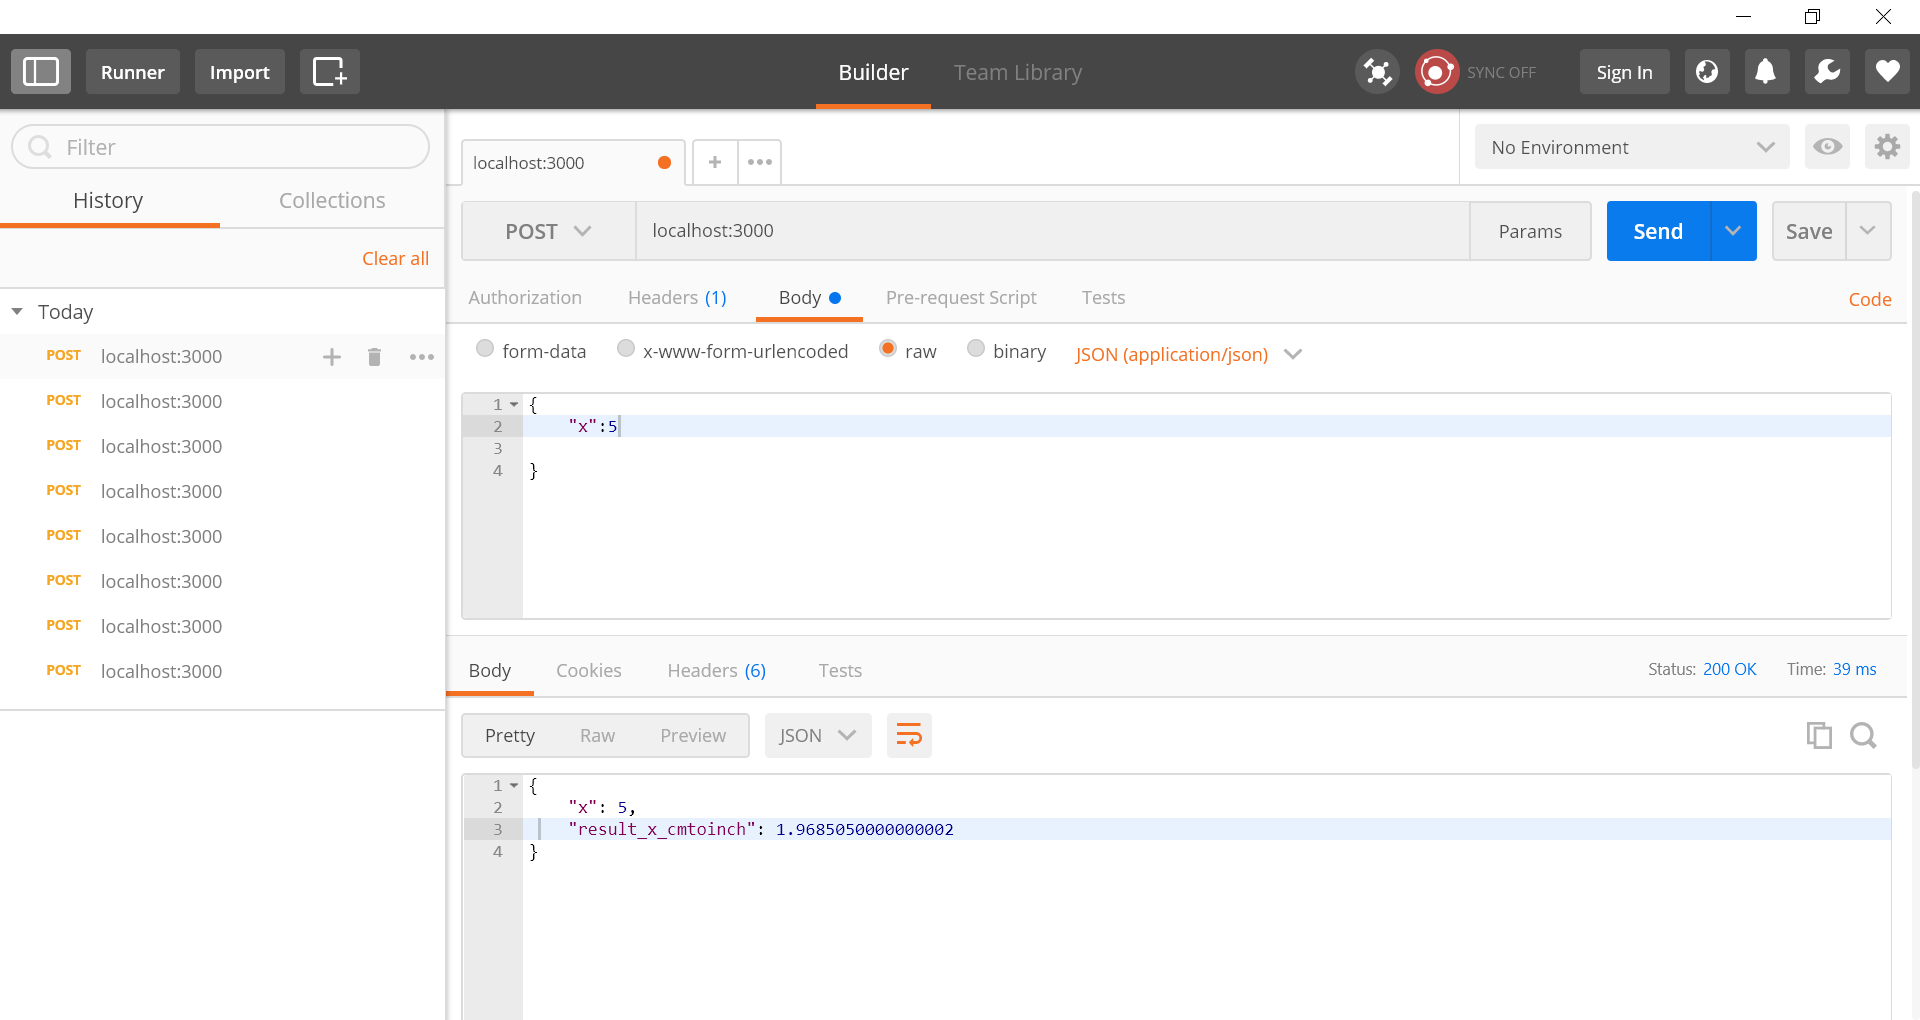 Runner
Import
Builder
Team Library
SYNC OFF
Sign In
Filter
History
Collections
Clear all
Today
POST localhost:3000
POST localhost:3000
POST localhost:3000
POST localhost:3000
POST localhost:3000
POST localhost:3000
POST localhost:3000
POST localhost:3000
localhost:3000
No Environment
POST
localhost:3000
Params
Send
Save
Authorization
Headers (1)
Body
Pre-request Script
Tests
Code
form-data
x-www-form-urlencoded
raw
binary
JSON (application/json)
1 {
2 "x":5
3
4 }
Body
Cookies
Headers (6)
Tests
Status: 200 OK
Time: 39 ms
Pretty
Raw
Preview
JSON
1 {
2 "x": 5,
3 "result_x_cmtoinch": 1.9685050000000002
4 }